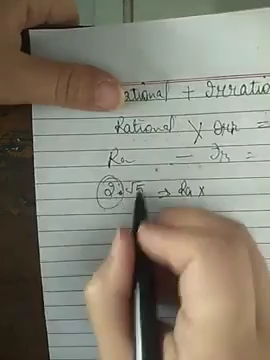 ational + Irratio
Rational × Irr =
Ra - Ir =
2·√5 → Ra ×